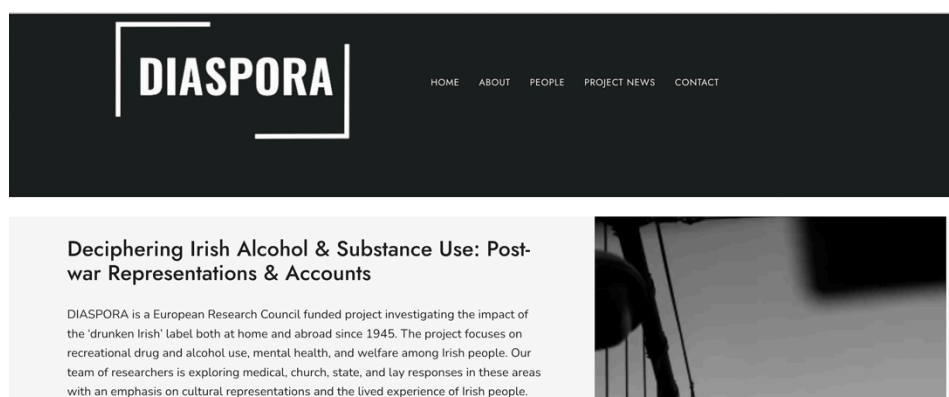 DIASPORA
HOME ABOUT PEOPLE PROJECT NEWS CONTACT
Deciphering Irish Alcohol & Substance Use: Post-
war Representations & Accounts
DIASPORA is a European Research Council funded project investigating the impact of
the ‘drunken Irish’ label both at home and abroad since 1945. The project focuses on
recreational drug and alcohol use, mental health, and welfare among Irish people. Our
team of researchers is exploring medical, church, state, and lay responses in these areas
with an emphasis on cultural representations and the lived experience of Irish people.